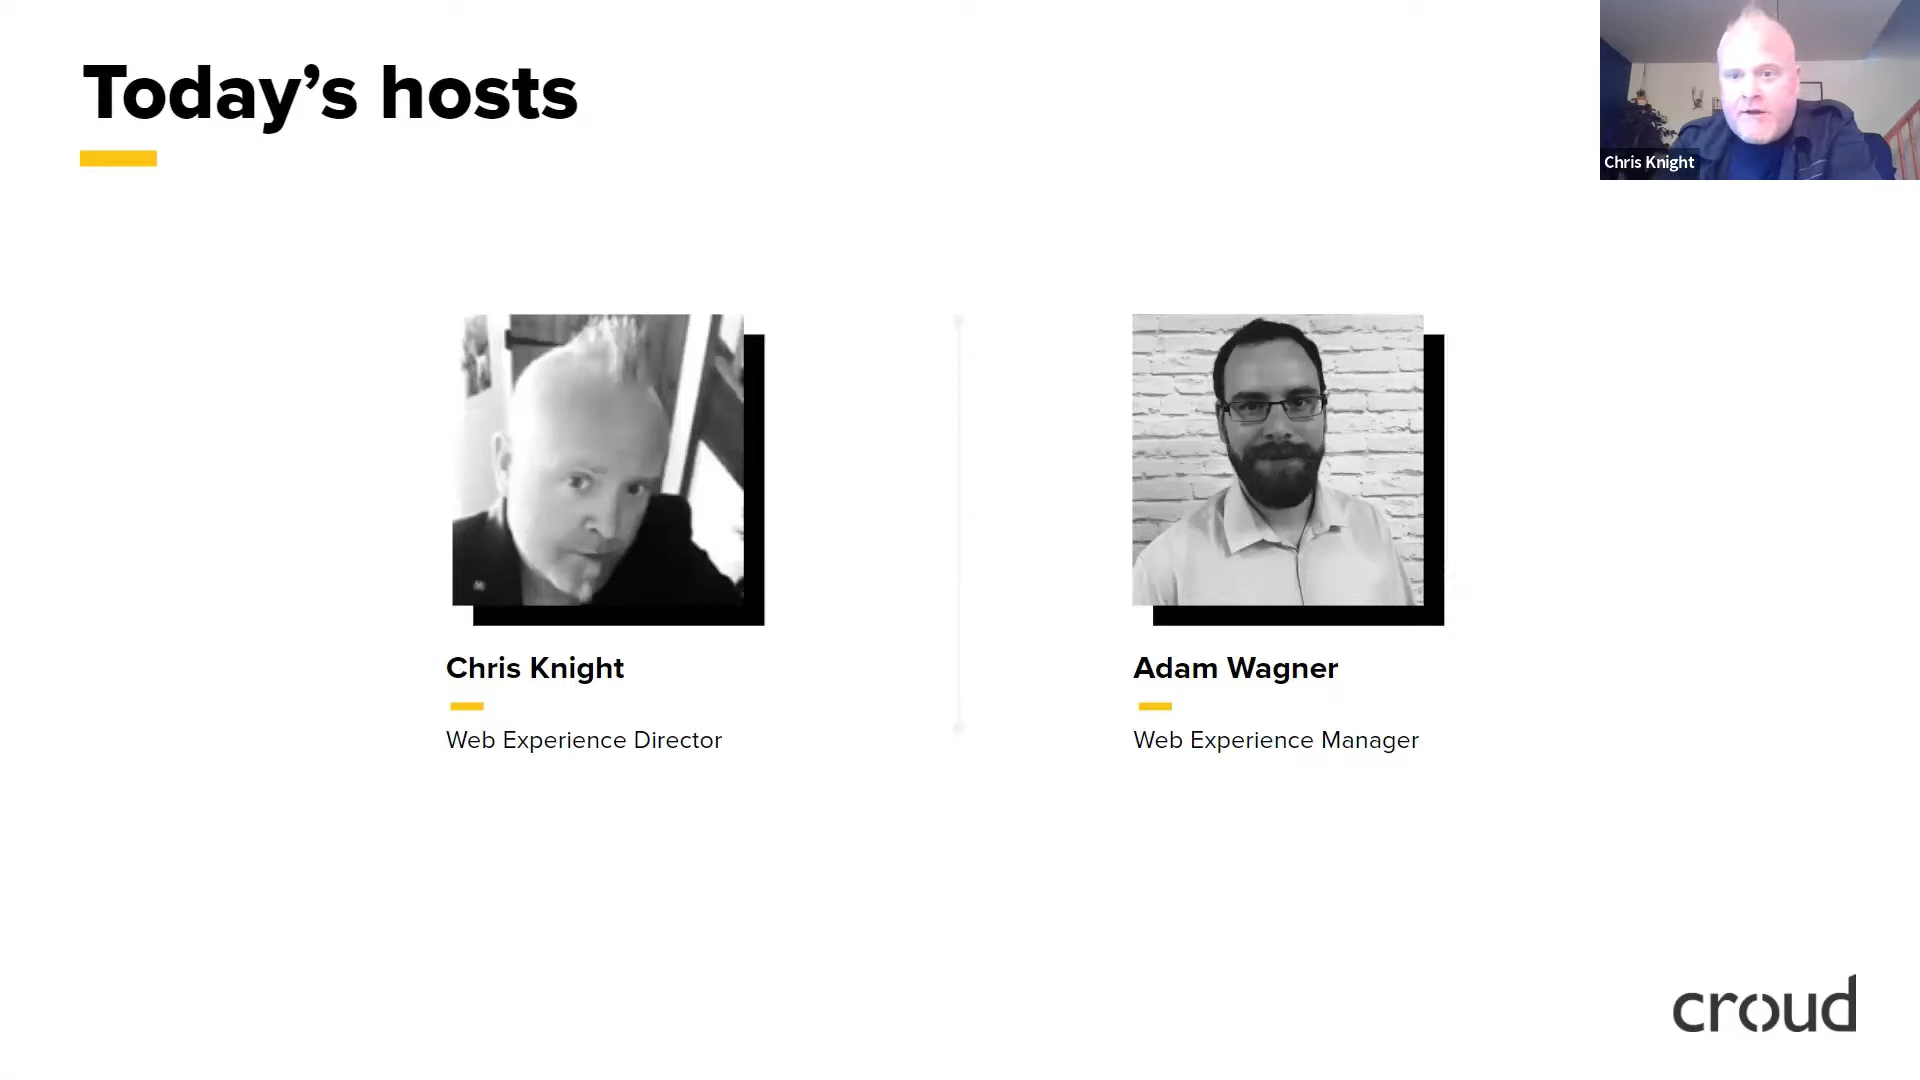 Today’s hosts
Chris Knight
Chris Knight
Web Experience Director
Adam Wagner
Web Experience Manager
croud